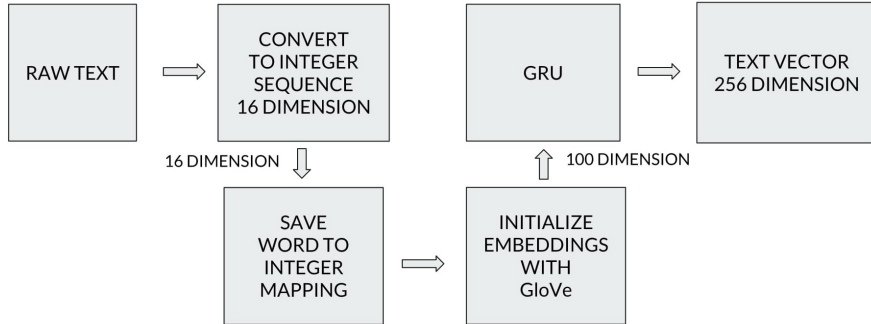 RAW TEXT
CONVERT
TO INTEGER
SEQUENCE
16 DIMENSION
16 DIMENSION
SAVE
WORD TO
INTEGER
MAPPING
INITIALIZE
EMBEDDINGS
WITH
GloVe
100 DIMENSION
GRU
TEXT VECTOR
256 DIMENSION